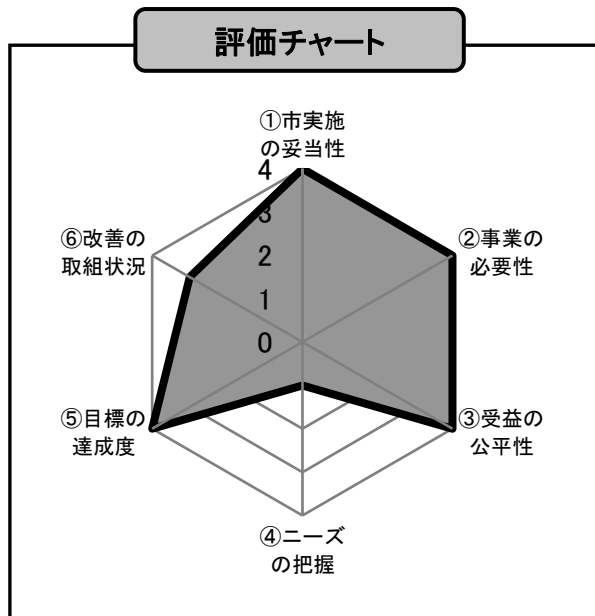 評価チャート
①市実施
の妥当性
4
3
2
1
0
②事業の
必要性
③受益の
公平性
④ニーズ
の把握
⑤目標の
達成度
⑥改善の
取組状況